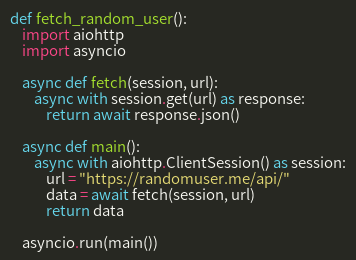 def fetch_random_user():
    import aiohttp
    import asyncio

    async def fetch(session, url):
        async with session.get(url) as response:
            return await response.json()

    async def main():
        async with aiohttp.ClientSession() as session:
            url = "https://randomuser.me/api/"
            data = await fetch(session, url)
            return data

    asyncio.run(main())